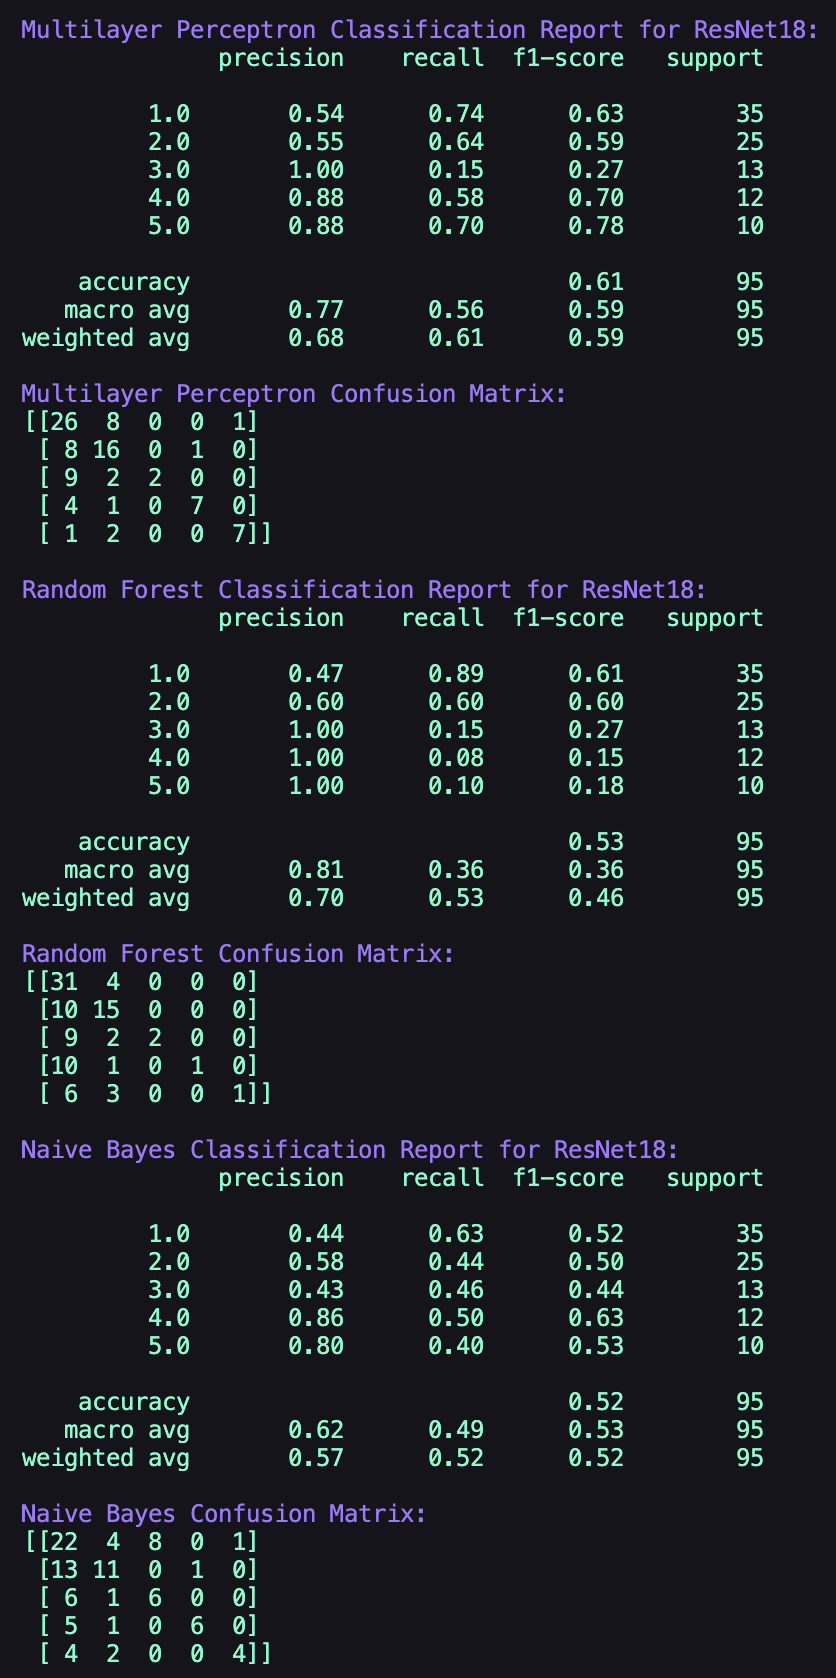 Multilayer Perceptron Classification Report for ResNet18:
              precision    recall  f1-score   support

         1.0       0.54      0.74      0.63        35
         2.0       0.55      0.64      0.59        25
         3.0       1.00      0.15      0.27        13
         4.0       0.88      0.58      0.70        12
         5.0       0.88      0.70      0.78        10

    accuracy                           0.61        95
   macro avg       0.77      0.56      0.59        95
weighted avg       0.68      0.61      0.59        95

Multilayer Perceptron Confusion Matrix:
[[26  8  0  0  1]
 [ 8 16  0  1  0]
 [ 9  2  2  0  0]
 [ 4  1  0  7  0]
 [ 1  2  0  0  7]]

Random Forest Classification Report for ResNet18:
              precision    recall  f1-score   support

         1.0       0.47      0.89      0.61        35
         2.0       0.60      0.60      0.60        25
         3.0       1.00      0.15      0.27        13
         4.0       1.00      0.08      0.15        12
         5.0       1.00      0.10      0.18        10

    accuracy                           0.53        95
   macro avg       0.81      0.36      0.36        95
weighted avg       0.70      0.53      0.46        95

Random Forest Confusion Matrix:
[[31  4  0  0  0]
 [10 15  0  0  0]
 [ 9  2  2  0  0]
 [10  1  0  1  0]
 [ 6  3  0  0  1]]

Naive Bayes Classification Report for ResNet18:
              precision    recall  f1-score   support

         1.0       0.44      0.63      0.52        35
         2.0       0.58      0.44      0.50        25
         3.0       0.43      0.46      0.44        13
         4.0       0.86      0.50      0.63        12
         5.0       0.80      0.40      0.53        10

    accuracy                           0.52        95
   macro avg       0.62      0.49      0.53        95
weighted avg       0.57      0.52      0.52        95

Naive Bayes Confusion Matrix:
[[22  4  8  0  1]
 [13 11  0  1  0]
 [ 6  1  6  0  0]
 [ 5  1  0  6  0]
 [ 4  2  0  0  4]]